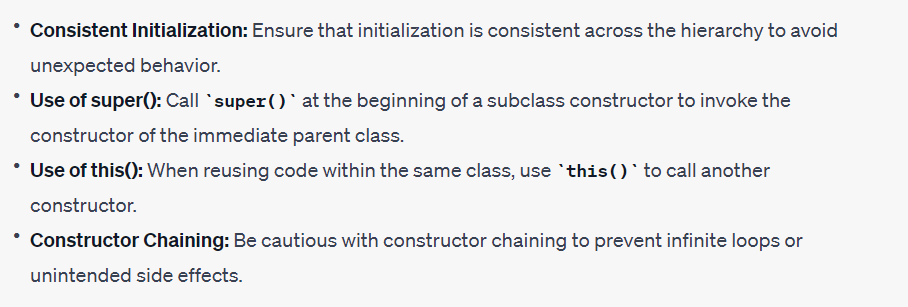 • Consistent Initialization: Ensure that initialization is consistent across the hierarchy to avoid
unexpected behavior.
• Use of super(): Call `super()` at the beginning of a subclass constructor to invoke the
constructor of the immediate parent class.
• Use of this(): When reusing code within the same class, use `this()` to call another
constructor.
• Constructor Chaining: Be cautious with constructor chaining to prevent infinite loops or
unintended side effects.